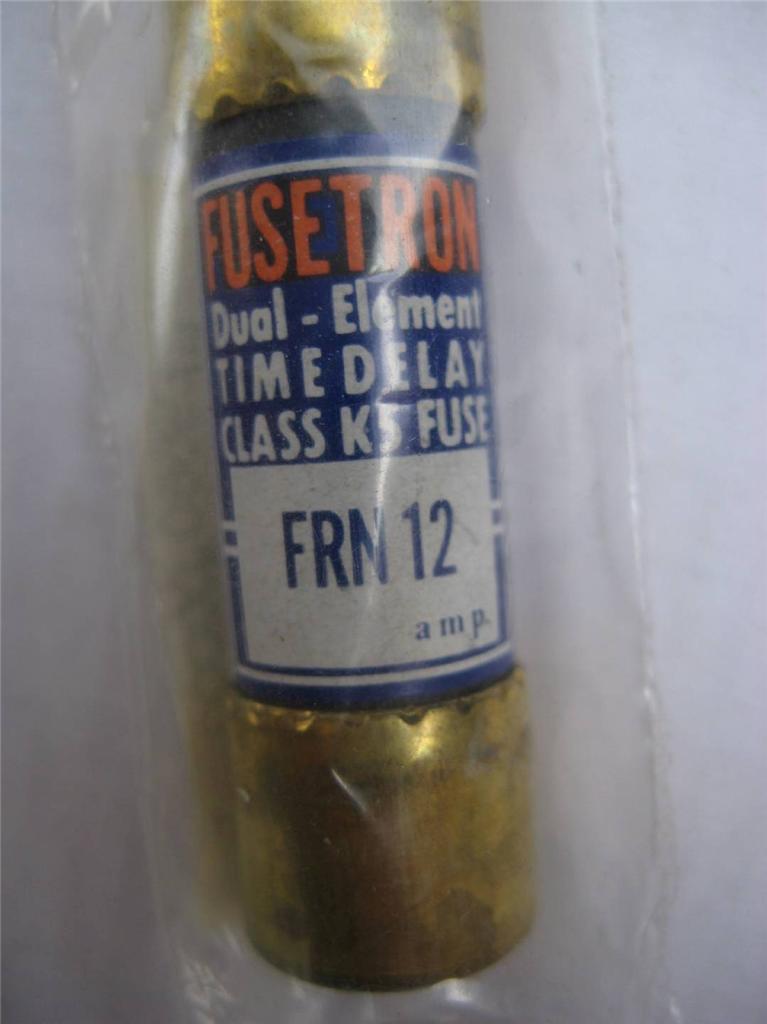 FUSETRON
Dual - Element
TIME DELAY
CLASS K5 FUSE
FRN 12
amp.